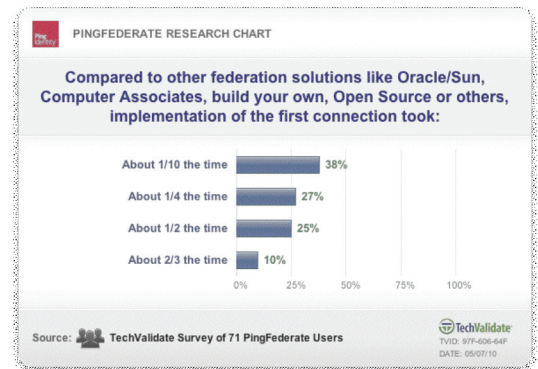 Ping
Identity
PINGFEDERATE RESEARCH CHART
Compared to other federation solutions like Oracle/Sun,
Computer Associates, build your own, Open Source or others,
implementation of the first connection took:
About 1/10 the time 38%
About 1/4 the time 27%
About 1/2 the time 25%
About 2/3 the time 10%
0% 25% 50% 75% 100%
Source: TechValidate Survey of 71 PingFederate Users
TechValidate
TVID: 97F-606-64F
DATE: 05/07/10